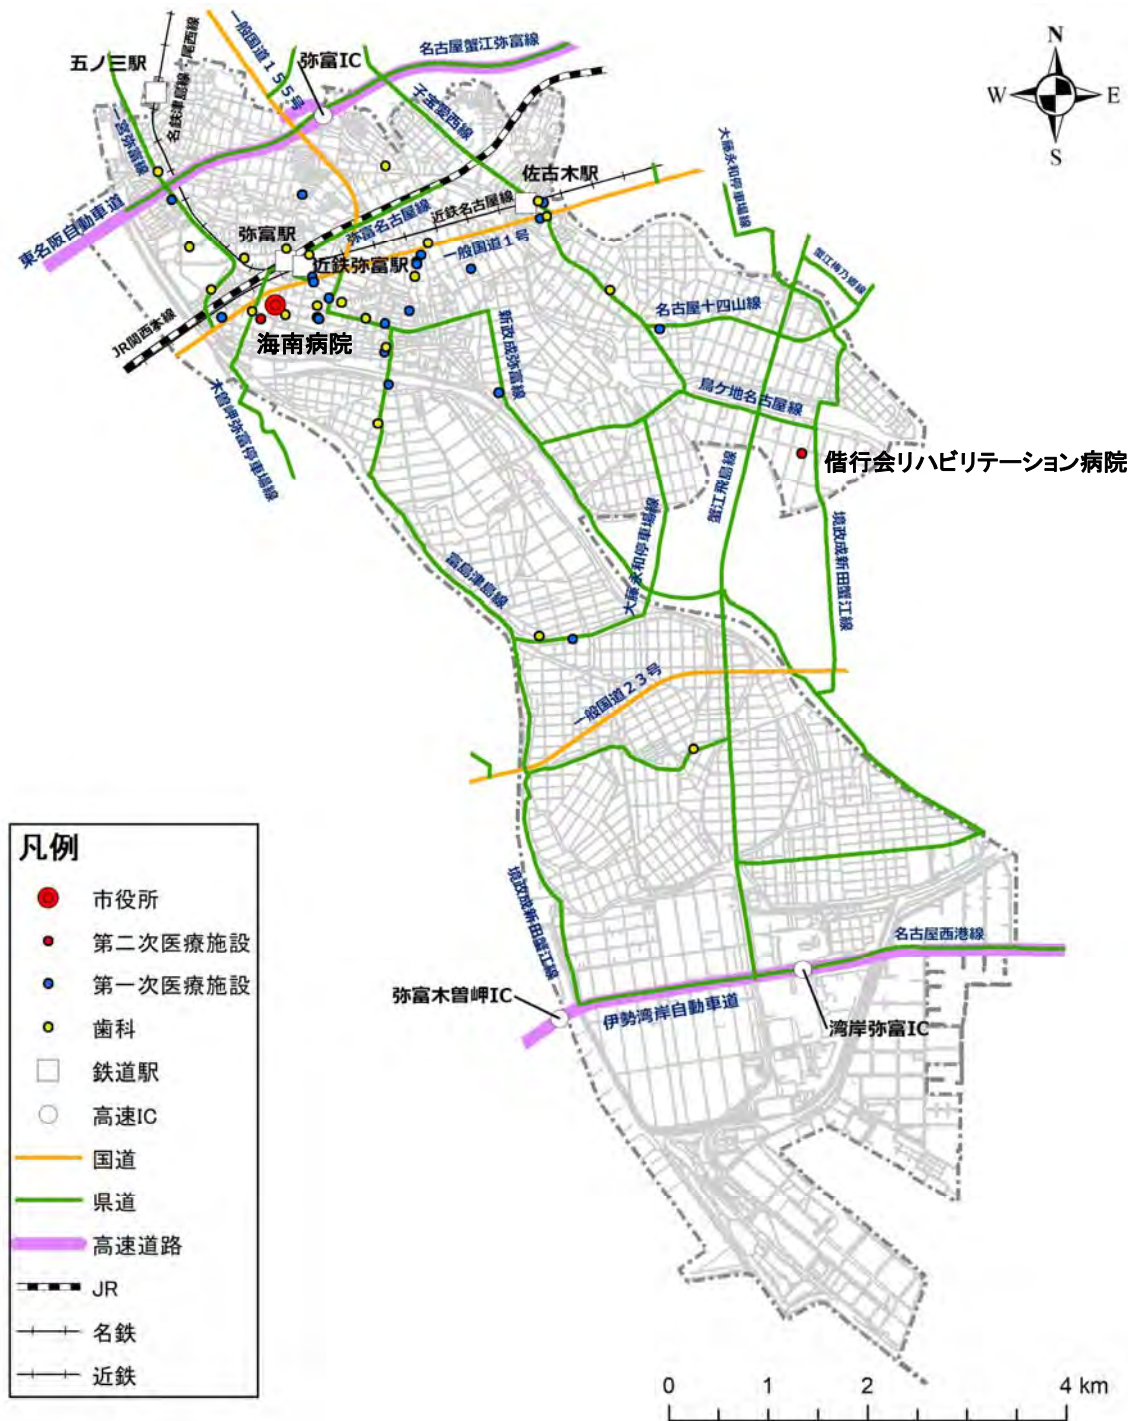 一般国道155号
名鉄津島線・尾西線
五ノ三駅
弥富IC
名古屋蟹江弥富線
N
W
E
S
一宮弥富線
子宝愛西線
大藤永和停車場線
佐古木駅
近鉄名古屋線
弥富名古屋線
東名阪自動車道
弥富駅
近鉄弥富駅
一般国道1号
蟹江梅乃郷線
名古屋十四山線
新政成弥富線
JR関西本線
海南病院
木曽岬弥富停車場線
鳥ケ地名古屋線
偕行会リハビリテーション病院
蟹江飛島線
境政成新田蟹江線
大藤永和停車場線
富島津島線
一般国道23号
境政成新田蟹江線
名古屋西港線
弥富木曽岬IC
伊勢湾岸自動車道
湾岸弥富IC
凡例
市役所
第二次医療施設
第一次医療施設
歯科
鉄道駅
高速IC
国道
県道
高速道路
JR
名鉄
近鉄
0 1 2 4 km